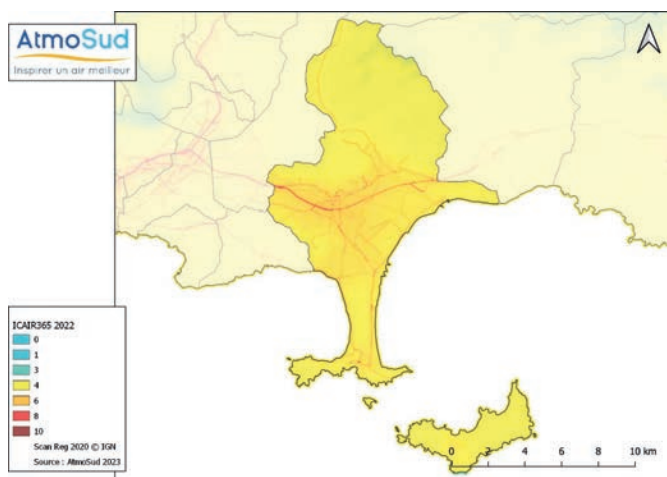 AtmoSud
Inspirer un air meilleur
ICAIR365 2022
0
1
3
4
6
8
10
Scan Reg 2020 © IGN
Source : AtmoSud 2023
0 2 4 6 8 10 km